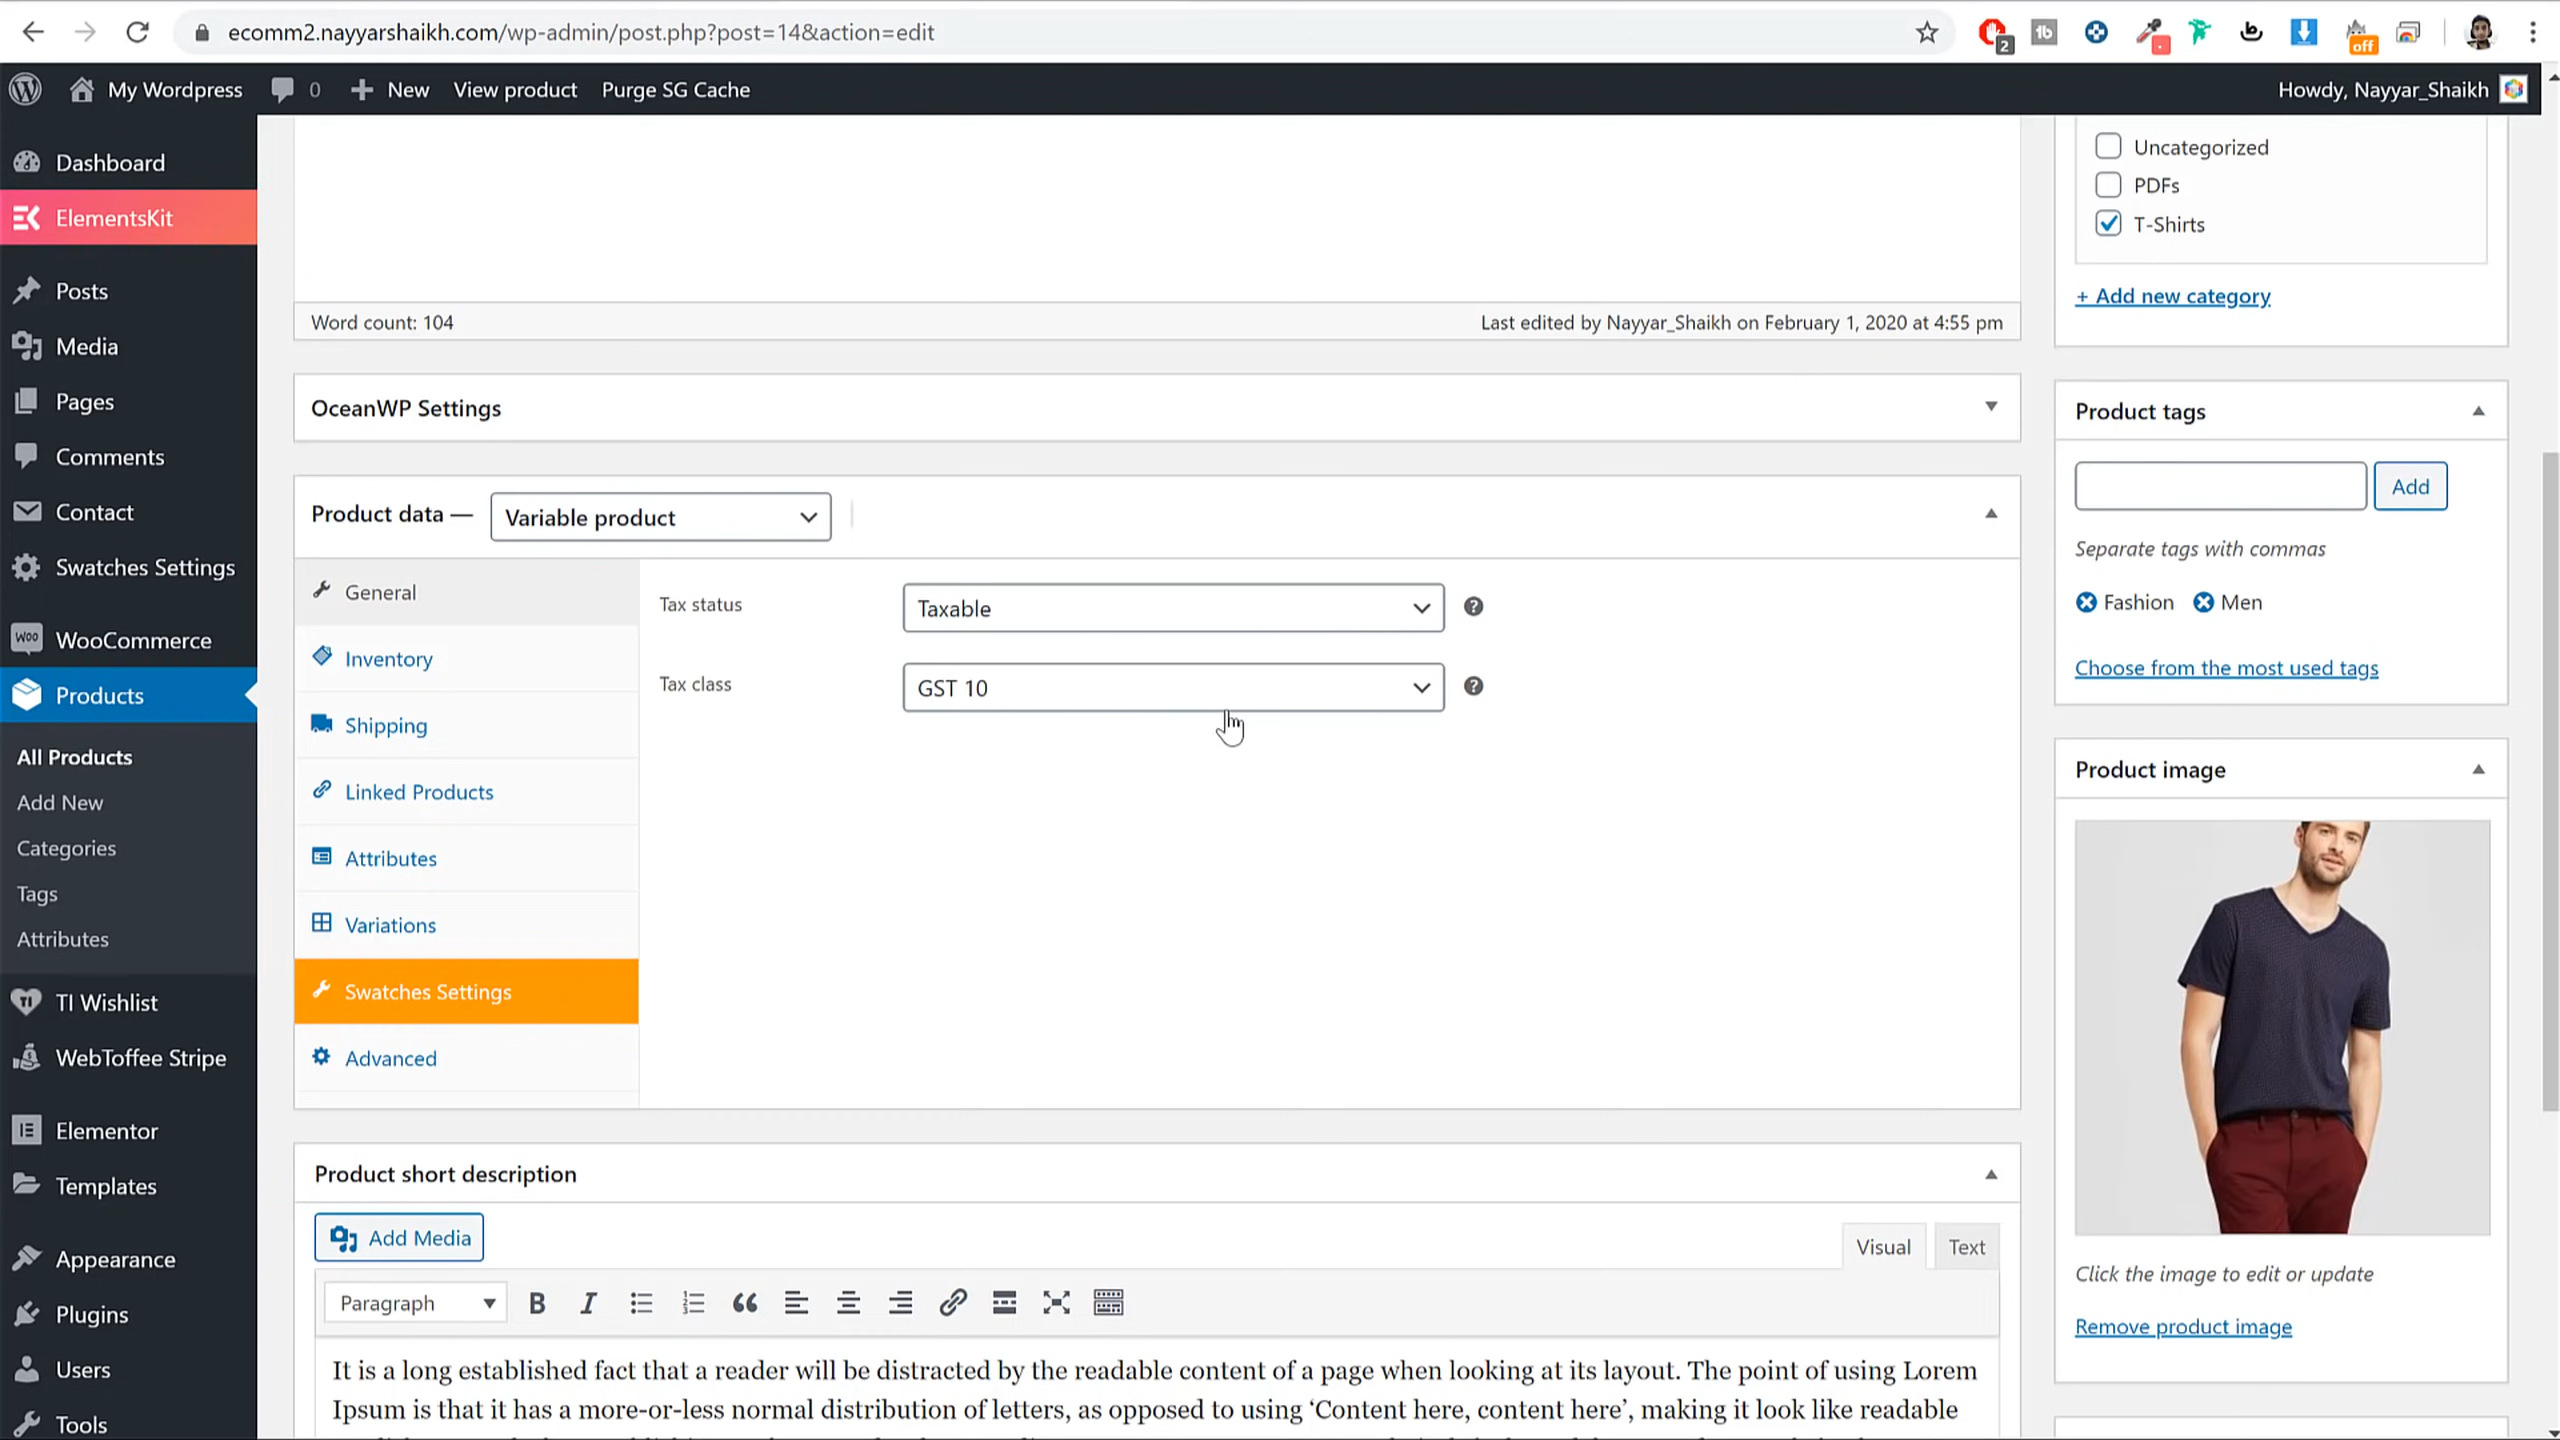 ecomm2.nayyarshaikh.com/wp-admin/post.php?post=14&action=edit
2
off
My Wordpress
0
New
View product
Purge SG Cache
Howdy, Nayyar_Shaikh
Dashboard
ElementsKit
Posts
Media
Pages
Comments
Contact
Swatches Settings
WooCommerce
Products
All Products
Add New
Categories
Tags
Attributes
TI Wishlist
WebToffee Stripe
Elementor
Templates
Appearance
Plugins
Users
Tools
Word count: 104
Last edited by Nayyar_Shaikh on February 1, 2020 at 4:55 pm
OceanWP Settings
Product data —
Variable product
General
Inventory
Shipping
Linked Products
Attributes
Variations
Swatches Settings
Advanced
Tax status
Taxable
Tax class
GST 10
Product short description
Add Media
Visual
Text
Paragraph
It is a long established fact that a reader will be distracted by the readable content of a page when looking at its layout. The point of using Lorem
Ipsum is that it has a more-or-less normal distribution of letters, as opposed to using ‘Content here, content here’, making it look like readable
Uncategorized
PDFs
T-Shirts
+ Add new category
Product tags
Add
Separate tags with commas
Fashion
Men
Choose from the most used tags
Product image
Click the image to edit or update
Remove product image